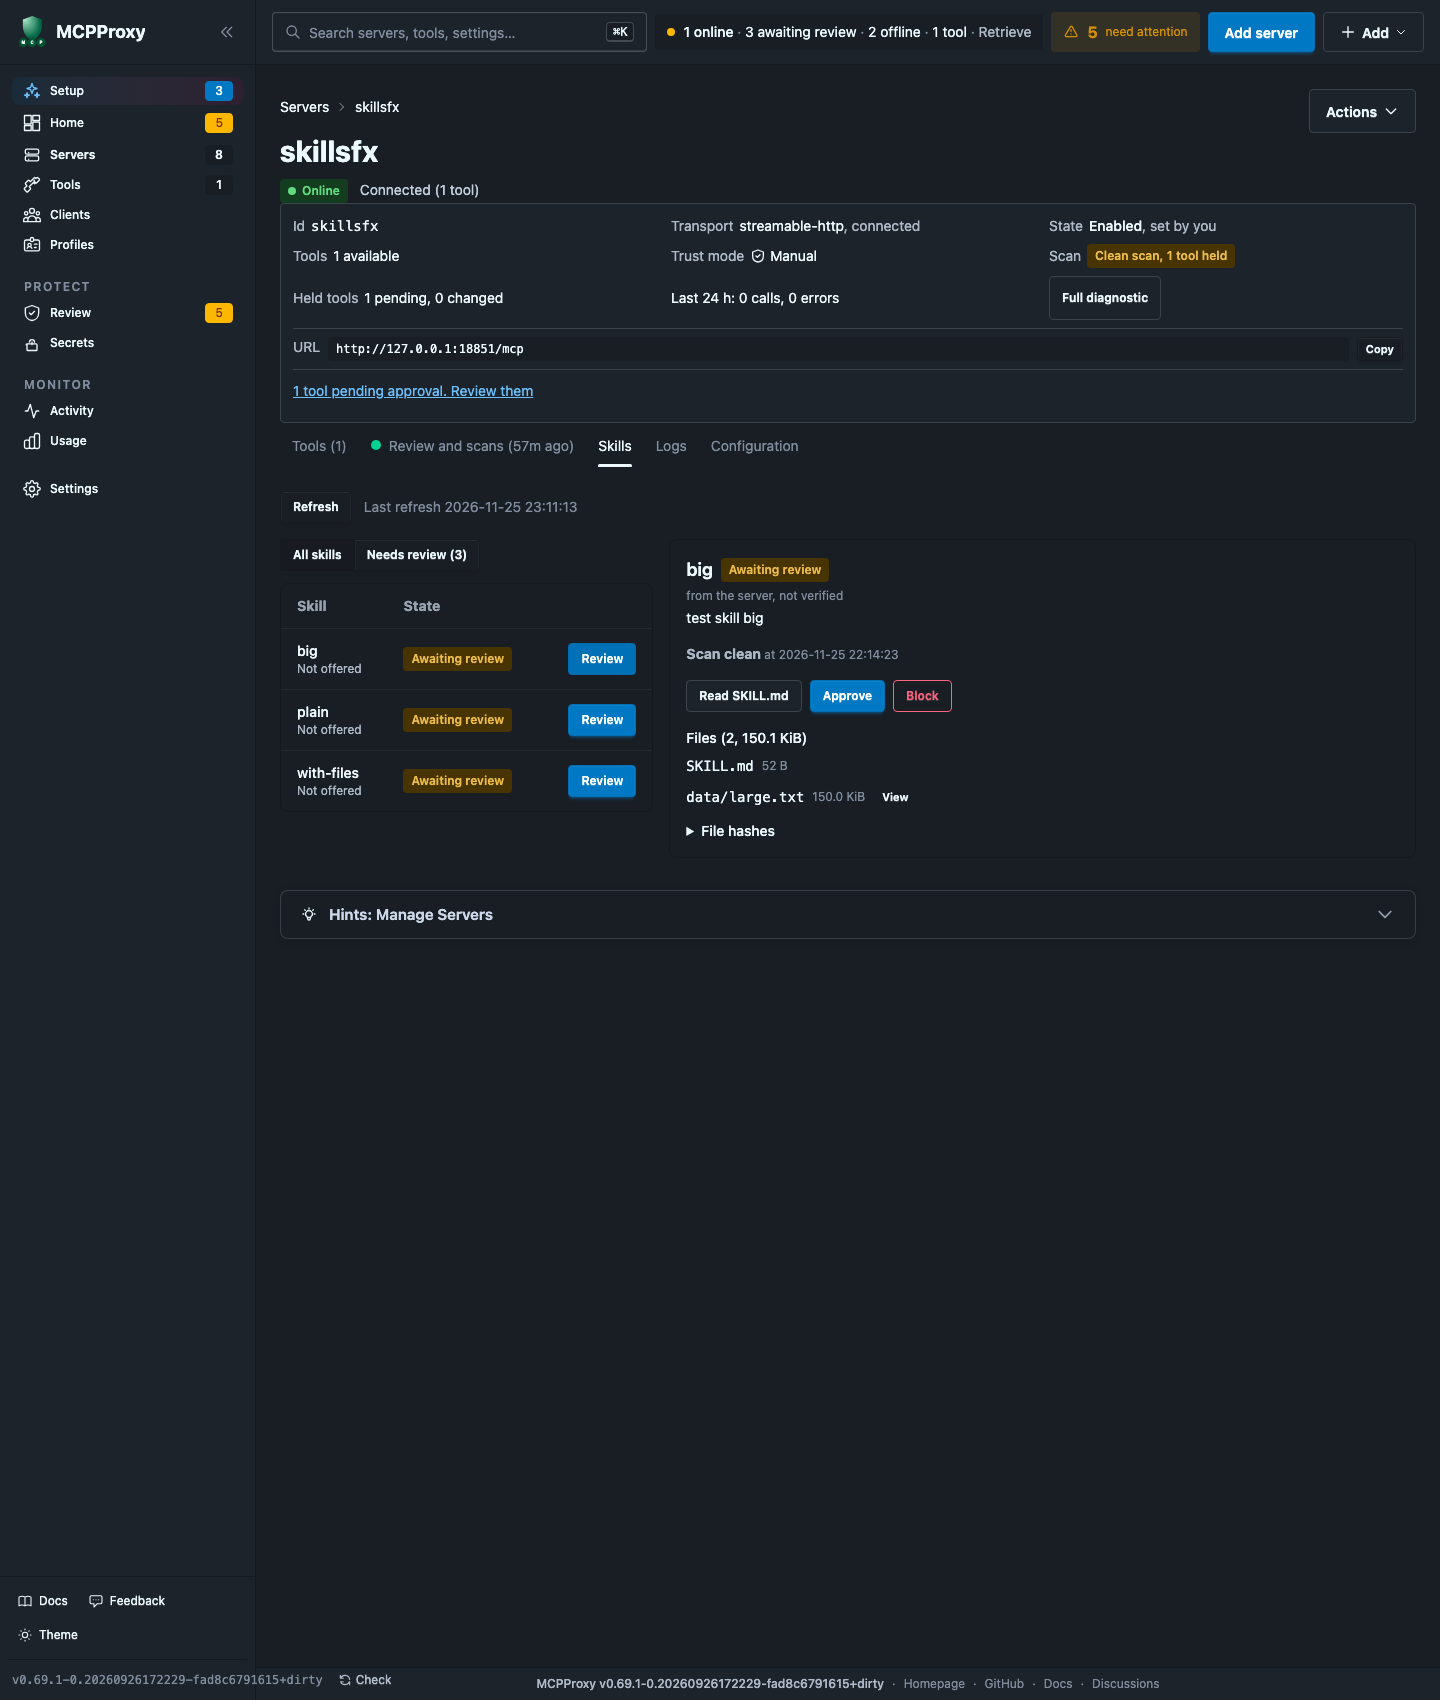 MCPProxy
Search servers, tools, settings... ⌘K
1 online · 3 awaiting review · 2 offline · 1 tool · Retrieve
5 need attention
Add server
Add
Setup 3
Home 5
Servers 8
Tools 1
Clients
Profiles
PROTECT
Review 5
Secrets
MONITOR
Activity
Usage
Settings
Servers > skillsfx
Actions
skillsfx
Online Connected (1 tool)
Id skillsfx
Transport streamable-http, connected
State Enabled, set by you
Tools 1 available
Trust mode Manual
Scan Clean scan, 1 tool held
Held tools 1 pending, 0 changed
Last 24 h: 0 calls, 0 errors
Full diagnostic
URL http://127.0.0.1:18851/mcp Copy
1 tool pending approval. Review them
Tools (1) Review and scans (57m ago) Skills Logs Configuration
Refresh Last refresh 2026-11-25 23:11:13
All skills Needs review (3)
Skill State
big
Not offered
Awaiting review Review
plain
Not offered
Awaiting review Review
with-files
Not offered
Awaiting review Review
big Awaiting review
from the server, not verified
test skill big
Scan clean at 2026-11-25 22:14:23
Read SKILL.md Approve Block
Files (2, 150.1 KiB)
SKILL.md 52 B
data/large.txt 150.0 KiB View
File hashes
Hints: Manage Servers
Docs Feedback
Theme
v0.69.1-0.20260926172229-fad8c6791615+dirty Check
MCPProxy v0.69.1-0.20260926172229-fad8c6791615+dirty · Homepage · GitHub · Docs · Discussions